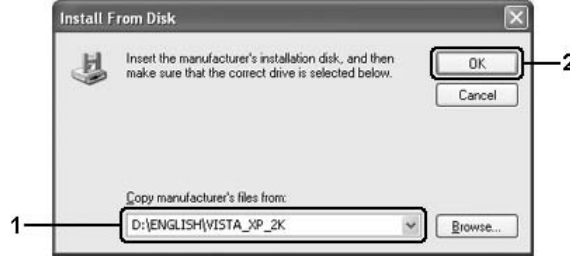 Install From Disk
Insert the manufacturer's installation disk, and then
make sure that the correct drive is selected below.
OK
2
Cancel
Copy manufacturer's files from:
1
D:\ENGLISH\VISTA_XP_2K
Browse...